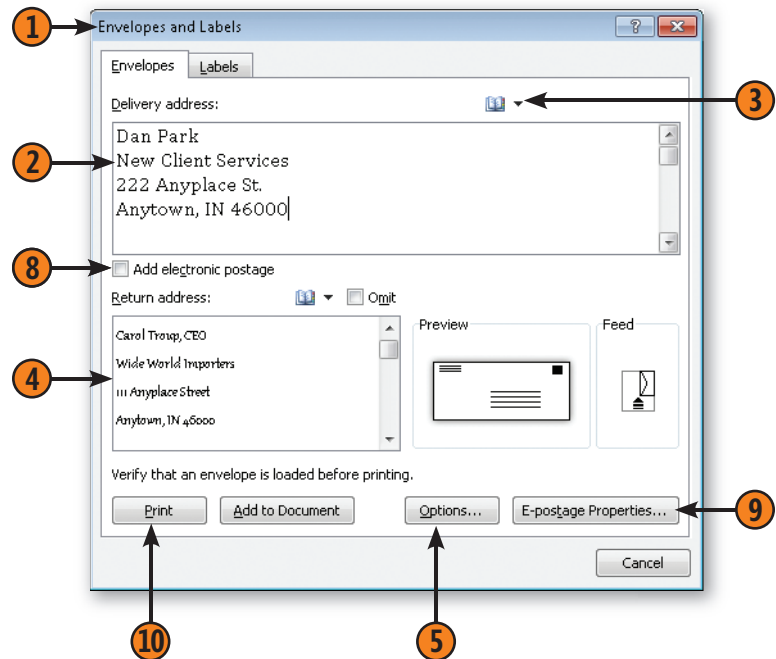 1
Envelopes and Labels
Envelopes Labels
Delivery address:
3
2
Dan Park
New Client Services
222 Anyplace St.
Anytown, IN 46000
8
Add electronic postage
Return address:
Omit
4
Carol Troup, CEO
Wide World Importers
111 Anyplace Street
Anytown, IN 46000
Preview
Feed
Verify that an envelope is loaded before printing.
Print Add to Document Options... E-postage Properties...
9
Cancel
10
5